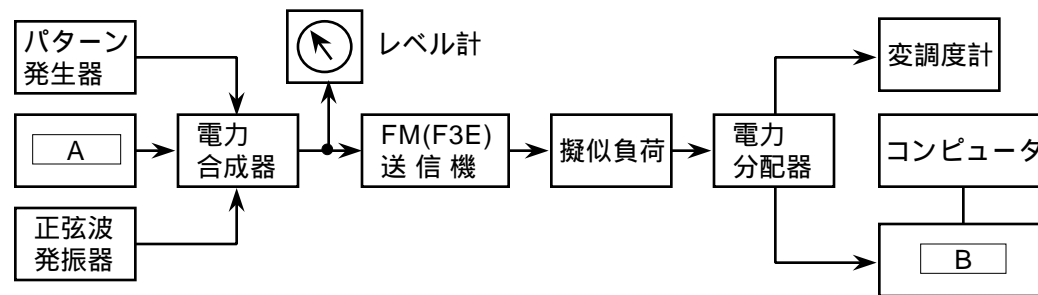 パターン
発生器
A
正弦波
発振器
電力
合成器
レベル計
FM(F3E)
送信機
擬似負荷
電力
分配器
変調度計
コンピュータ
B